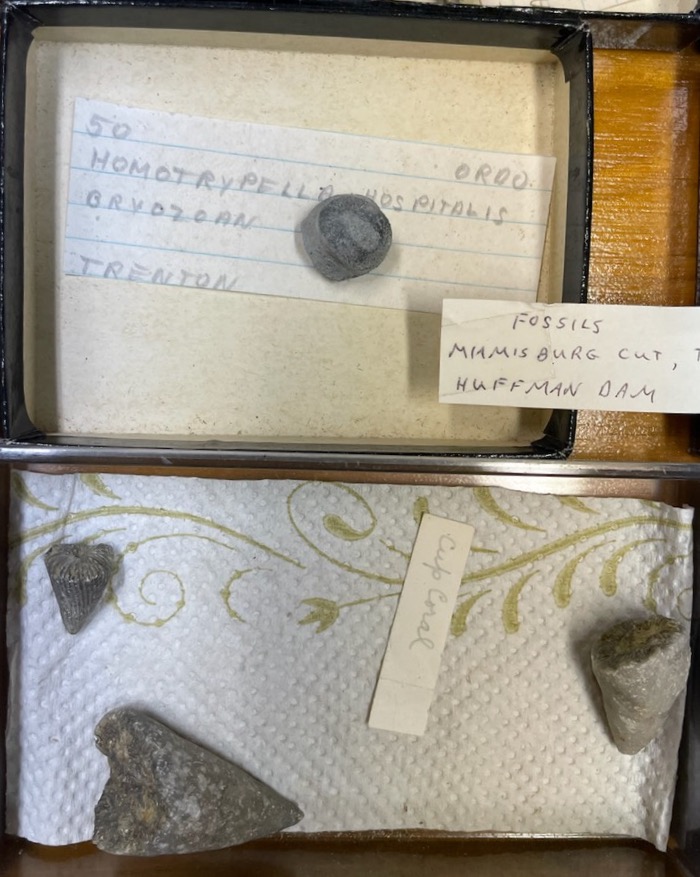 50
ORDO.
HOMOTRYPELLA HOSPITALIS
BRYOZOAN
TRENTON
FOSSILS
MIAMISBURG CUT, T
HUFFMAN DAM
Cup Coral